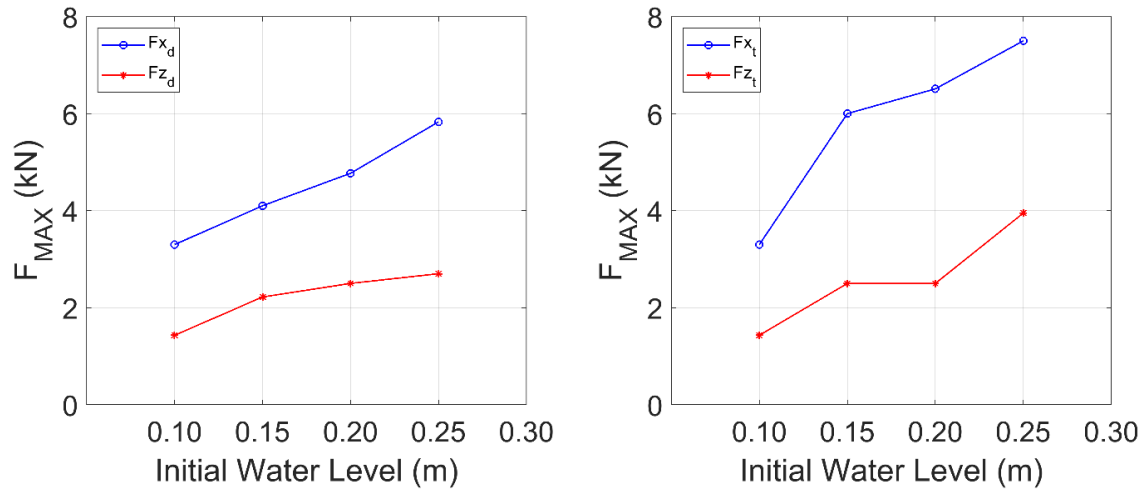 8
6
4
2
0
F_MAX (kN)
Fx_d
Fz_d
0.10 0.15 0.20 0.25 0.30
Initial Water Level (m)
8
6
4
2
0
F_MAX (kN)
Fx_t
Fz_t
0.10 0.15 0.20 0.25 0.30
Initial Water Level (m)